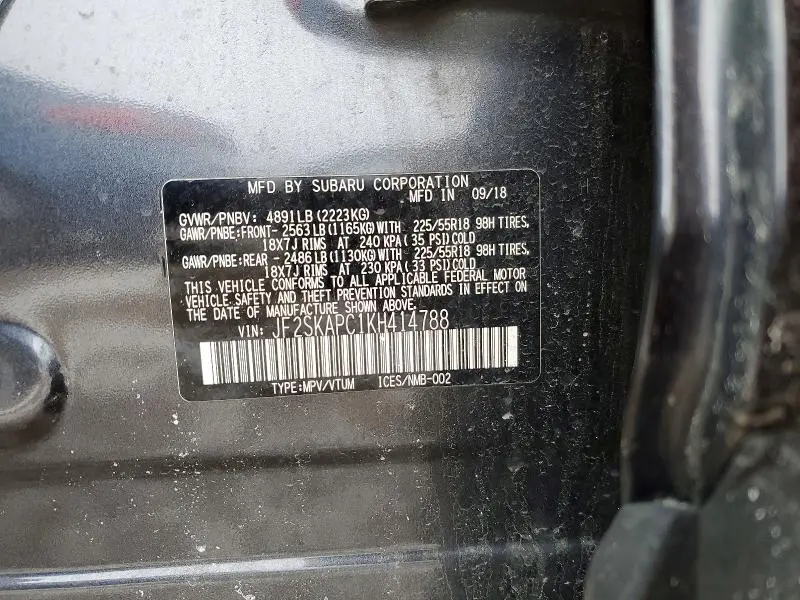 MFD BY SUBARU CORPORATION
MFD IN 09/18
GVWR/PNBV: 4891LB(2223KG)
GAWR/PNBE:FRONT- 2563LB(1165KG)WITH 225/55R18 98H TIRES,
18X7J RIMS AT 240 KPA(35 PSI)COLD
GAWR/PNBE:REAR - 2486LB(1130KG)WITH 225/55R18 98H TIRES,
18X7J RIMS AT 230 KPA(33 PSI)COLD
THIS VEHICLE CONFORMS TO ALL APPLICABLE FEDERAL MOTOR
VEHICLE SAFETY AND THEFT PREVENTION STANDARDS IN EFFECT ON
THE DATE OF MANUFACTURE SHOWN ABOVE.
VIN: JF2SKAPC1KH414788
TYPE:MPV/VTUM ICES/NMB-002